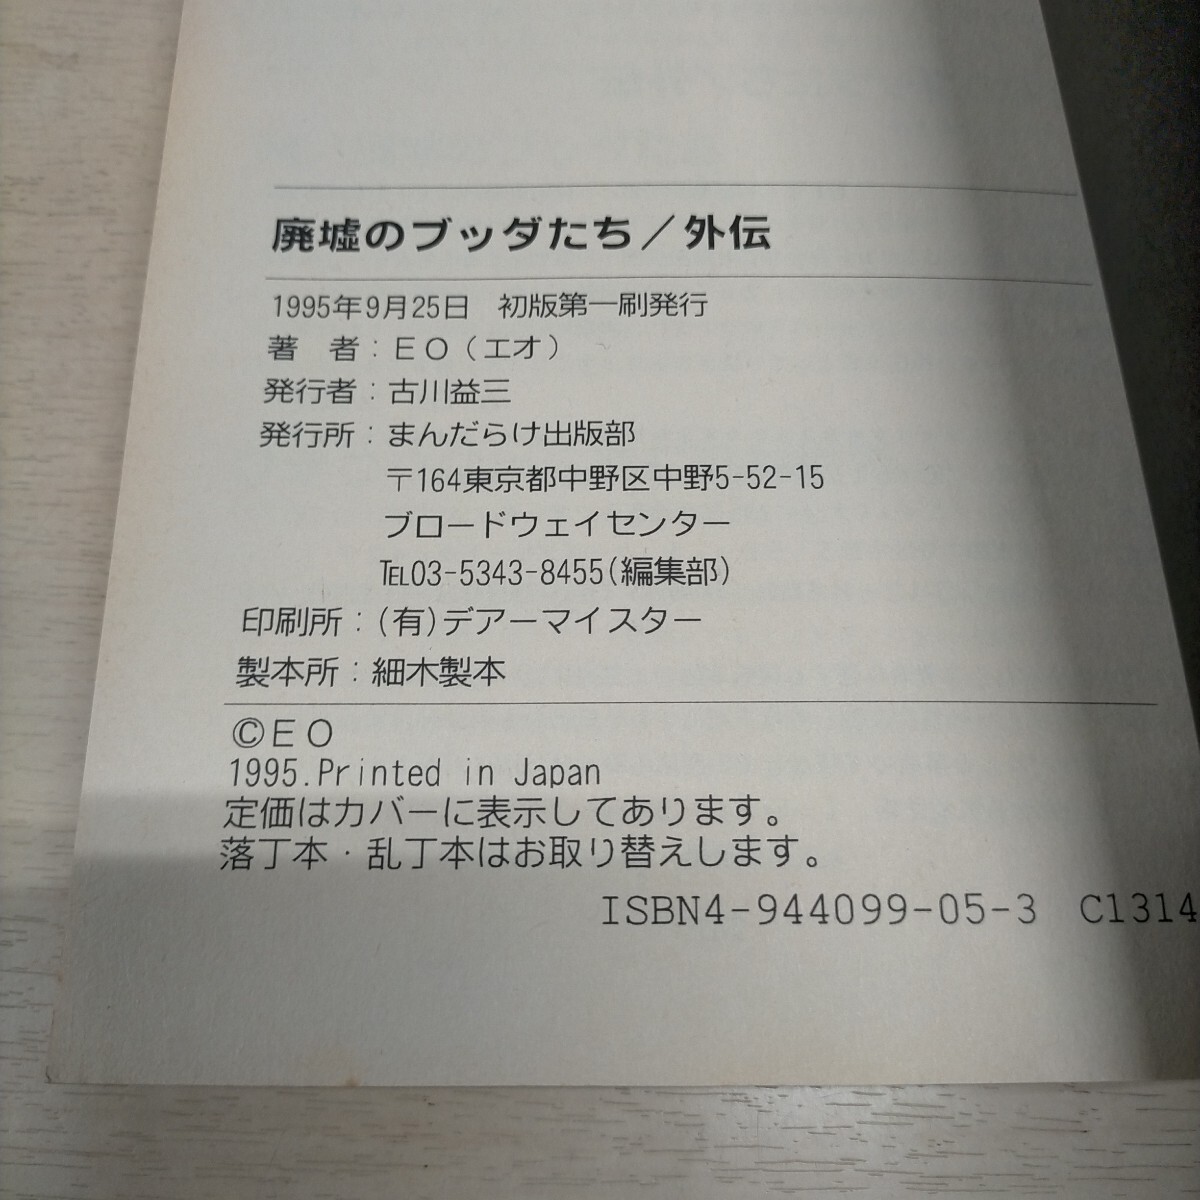 廃墟のブッダたち／外伝
1995年9月25日　初版第一刷発行
著　者：ＥＯ（エオ）
発行者：古川益三
発行所：まんだらけ出版部
〒164東京都中野区中野5-52-15
ブロードウェイセンター
℡03-5343-8455(編集部)
印刷所：(有)デアーマイスター
製本所：細木製本
©ＥＯ
1995.Printed in Japan
定価はカバーに表示してあります。
落丁本・乱丁本はお取り替えします。
ISBN4-944099-05-3　C1314